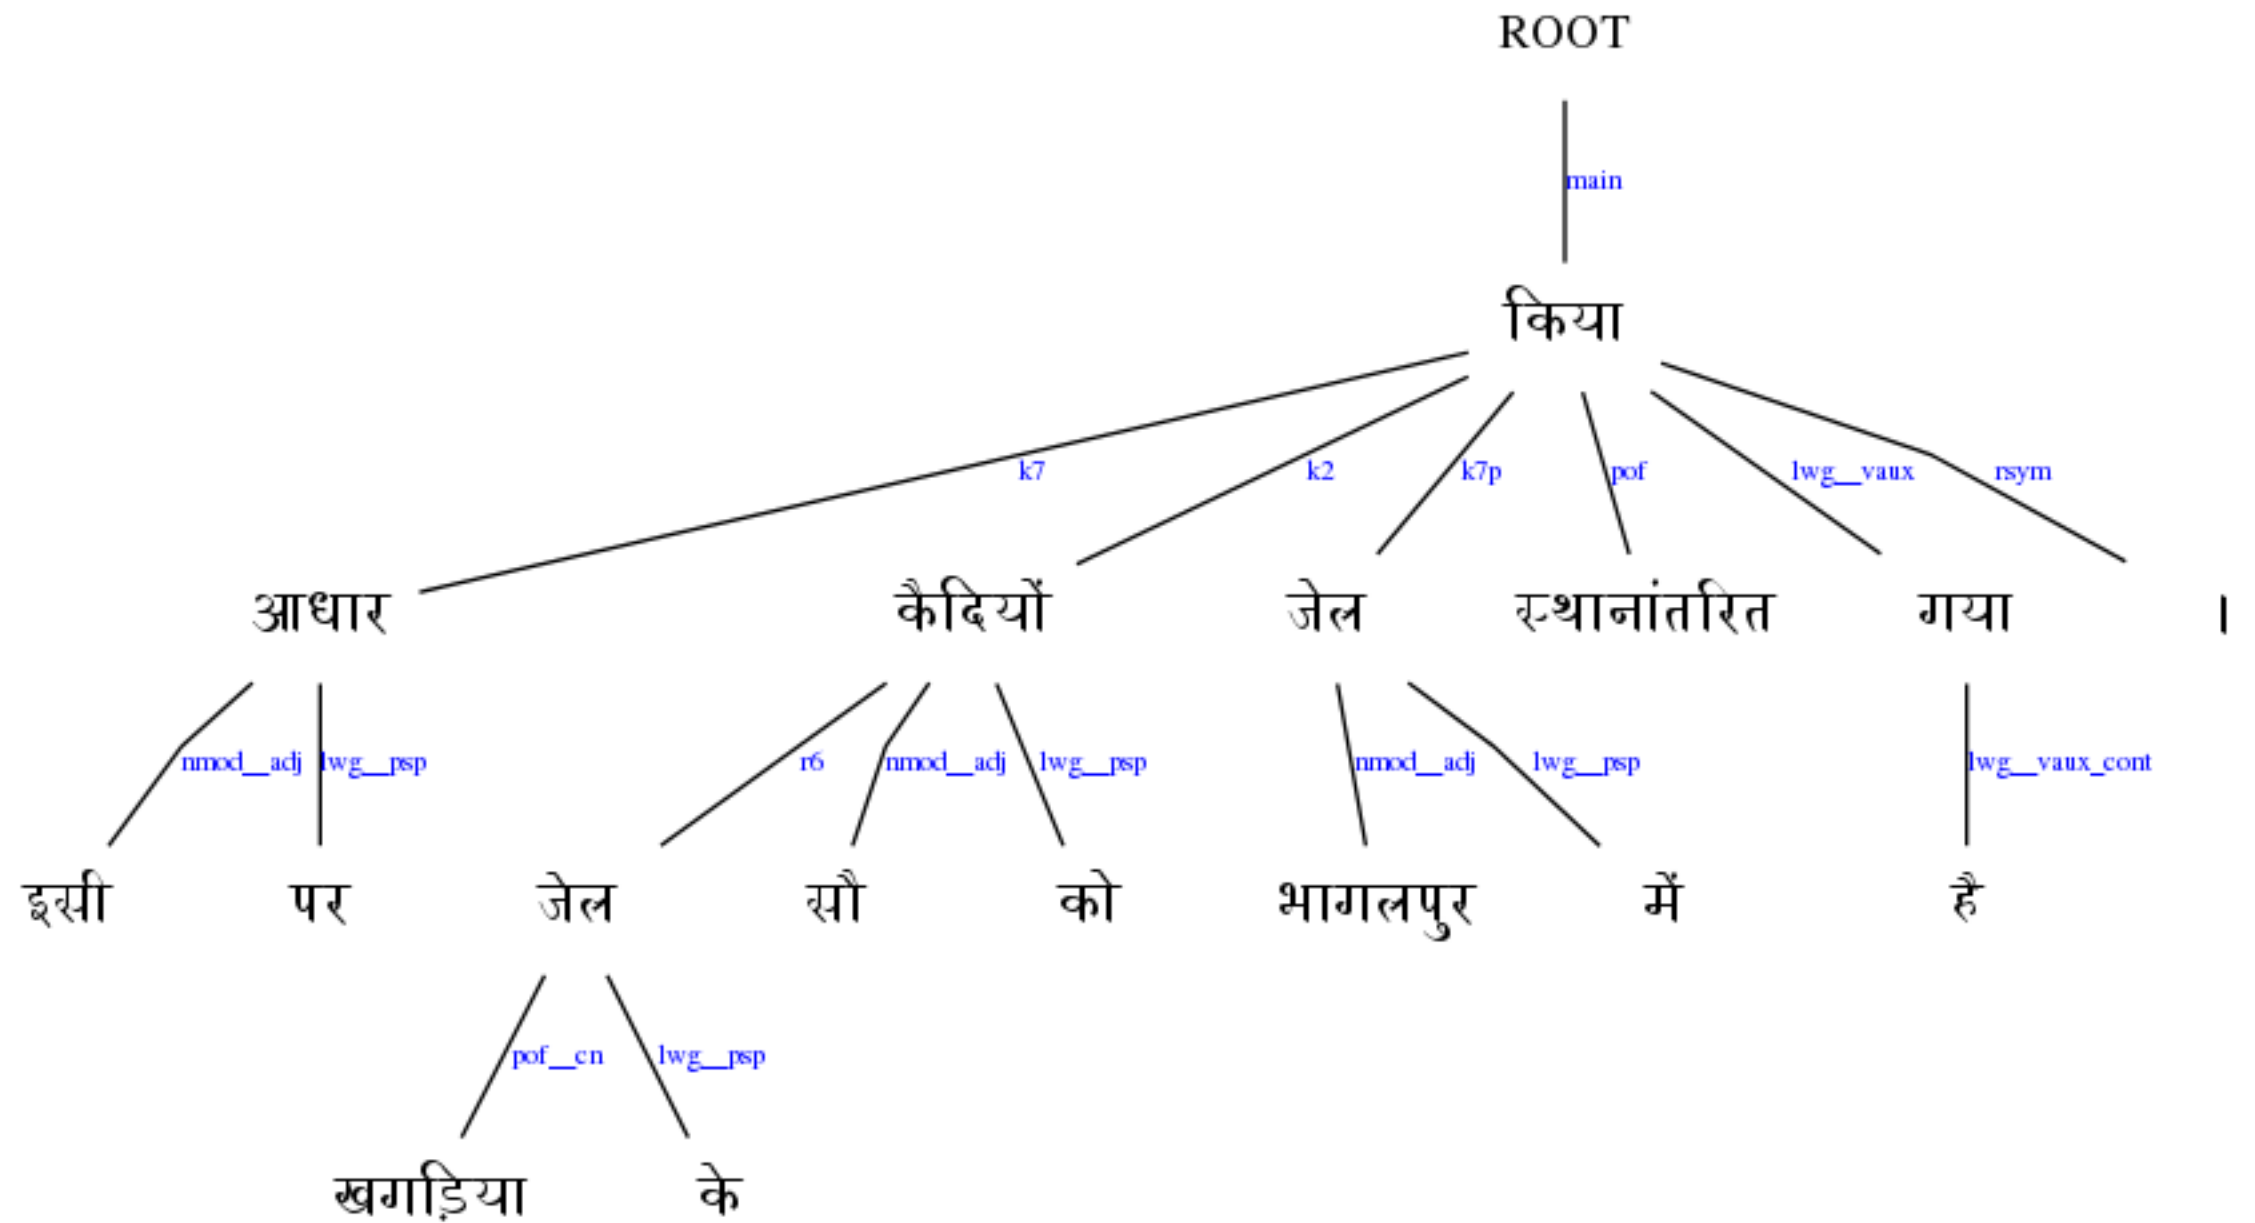 ROOT
main
किया
k7 k2 k7p pof lwg__vaux rsym
आधार कैदियों जेल स्थानांतरित गया ।
nmod__adj lwg__psp r6 nmod__adj lwg__psp nmod__adj lwg__psp lwg__vaux_cont
इसी पर जेल सौ को भागलपुर में है
pof__cn lwg__psp
खगड़िया के